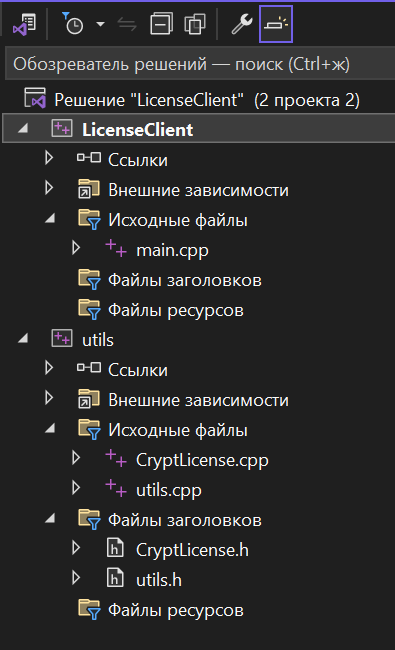 Обозреватель решений — поиск (Ctrl+ж)
Решение "LicenseClient" (2 проекта 2)
LicenseClient
Ссылки
Внешние зависимости
Исходные файлы
main.cpp
Файлы заголовков
Файлы ресурсов
utils
Ссылки
Внешние зависимости
Исходные файлы
CryptLicense.cpp
utils.cpp
Файлы заголовков
CryptLicense.h
utils.h
Файлы ресурсов